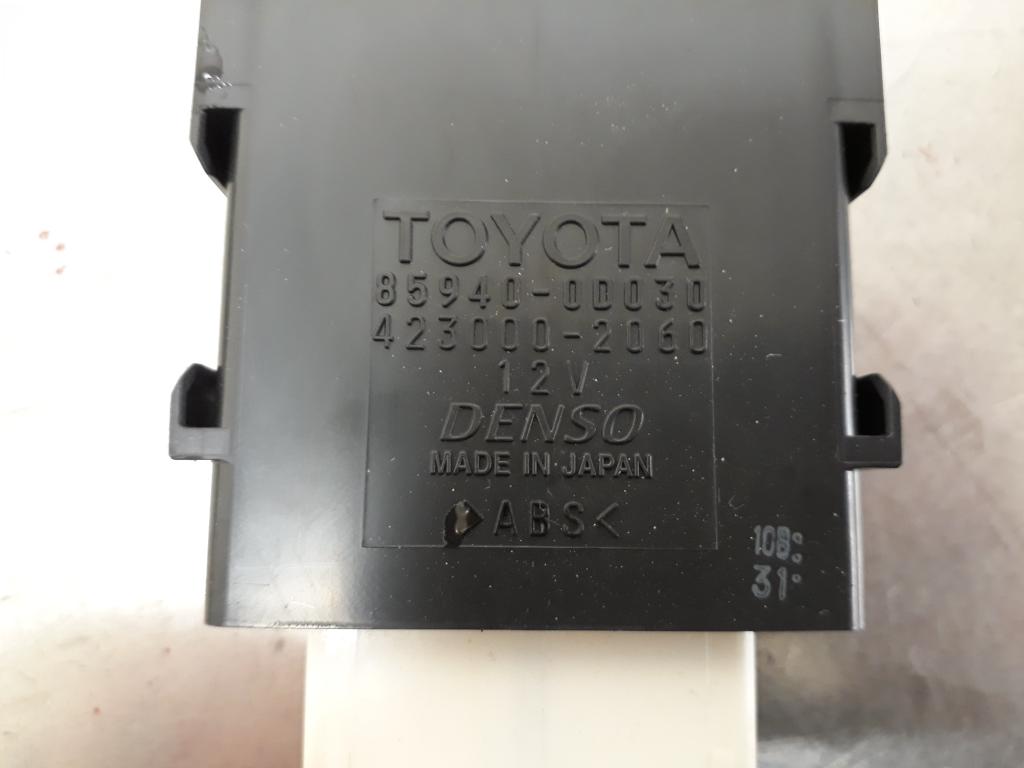 TOYOTA
85940-0D030
423000-2060
12V
DENSO
MADE IN JAPAN
>ABS<
10B:
31·